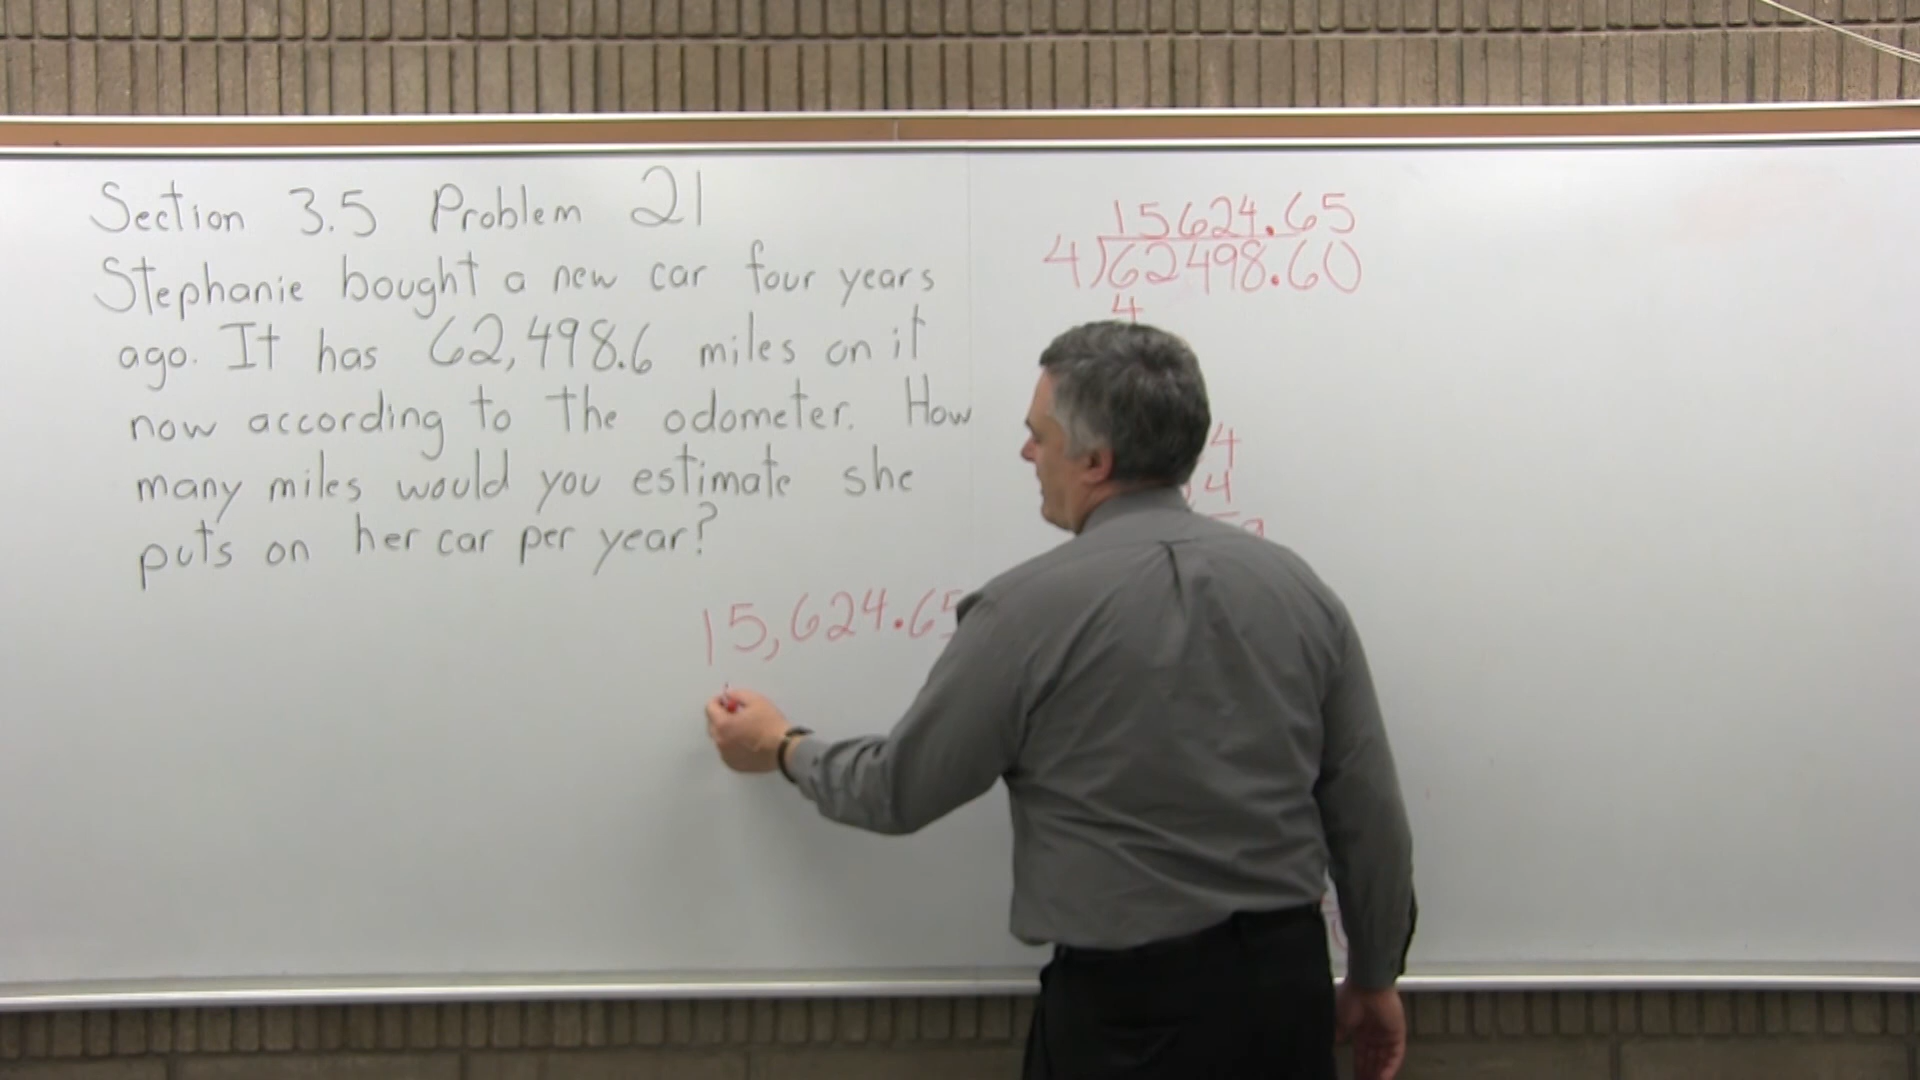 Section 3.5 Problem 21
Stephanie bought a new car four years
ago. It has 62,498.6 miles on it
now according to the odometer. How
many miles would you estimate she
puts on her car per year?
15,624.65
15624.65
4)62498.60
4
4
4